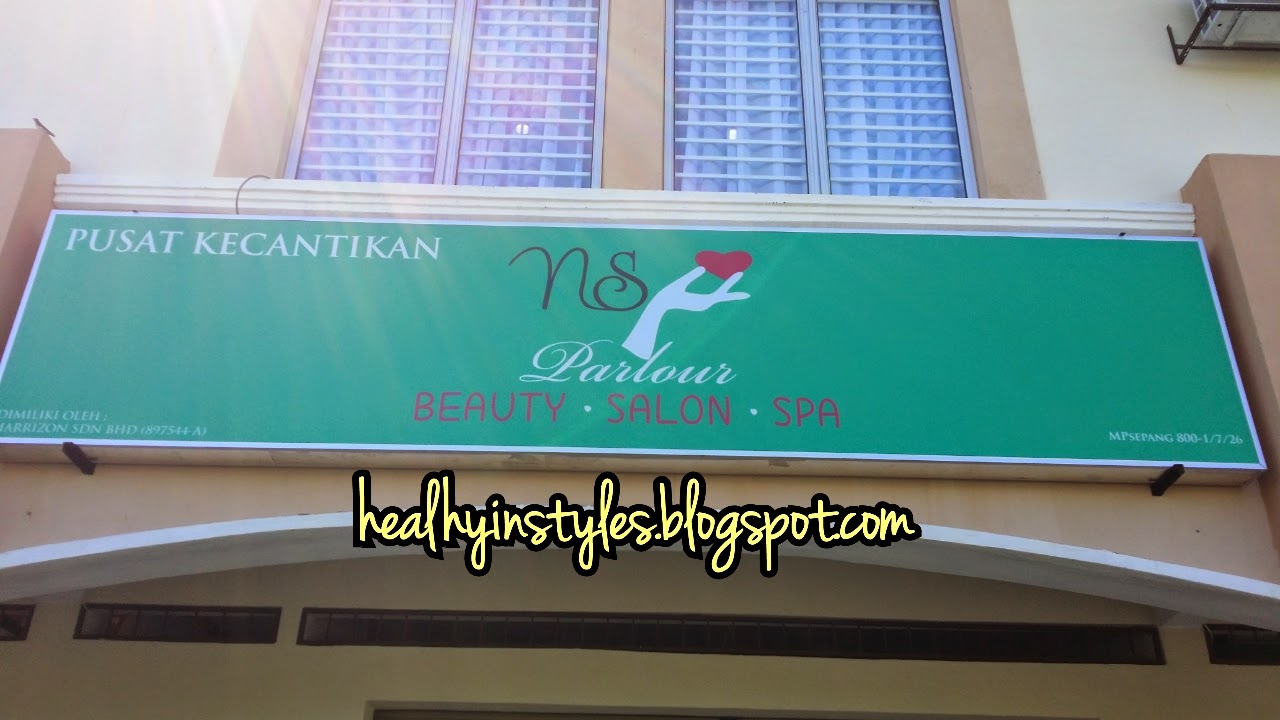 PUSAT KECANTIKAN
NS
Parlour
BEAUTY · SALON · SPA
DIMILIKI OLEH :
HARRIZON SDN BHD (897544-A)
MPSEPANG 800-1/7/26
healhyinstyles.blogspot.com